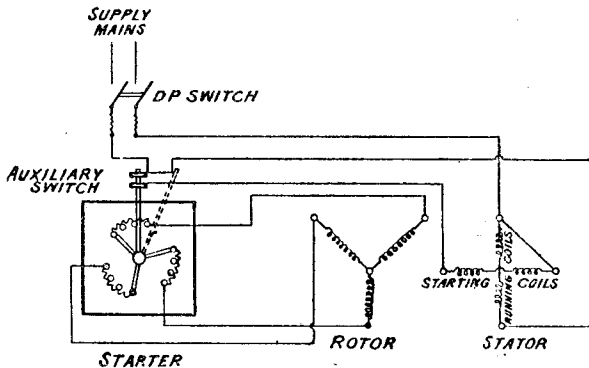 SUPPLY
MAINS
DP SWITCH
AUXILIARY
SWITCH
STARTING COILS
RUNNING COILS
STARTER
ROTOR
STATOR